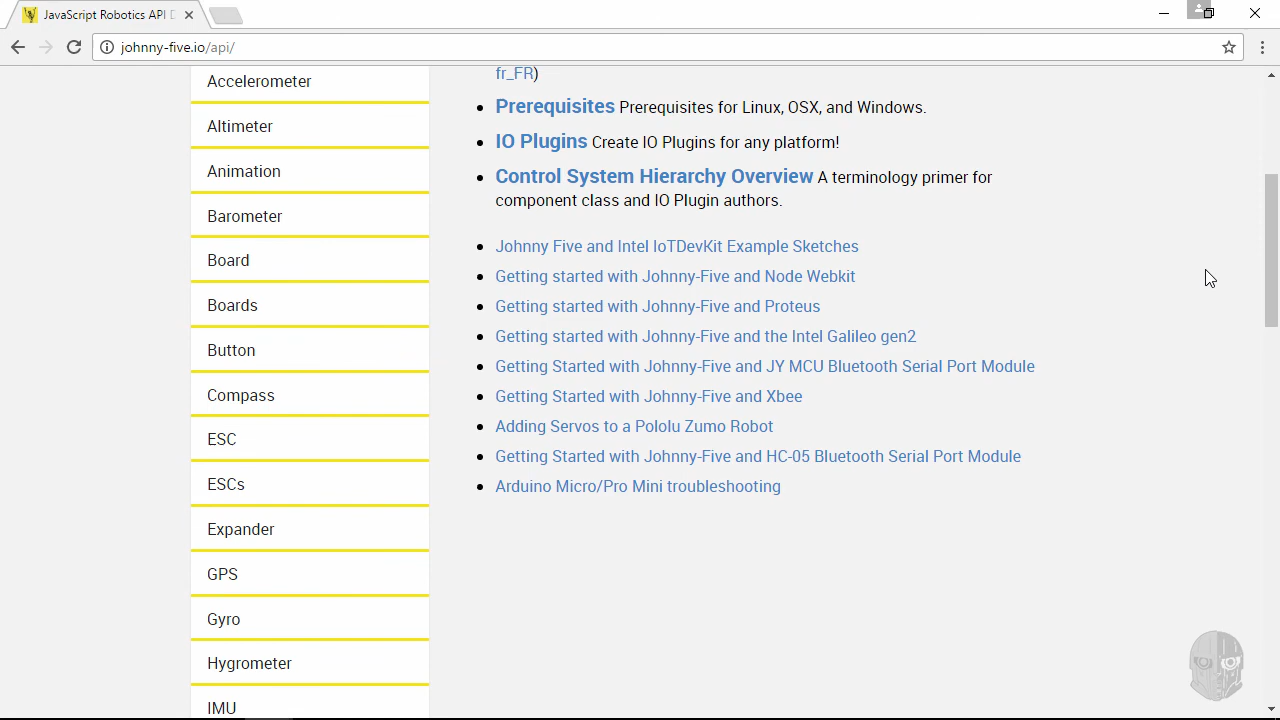 JavaScript Robotics API D
johnny-five.io/api/
Accelerometer
Altimeter
Animation
Barometer
Board
Boards
Button
Compass
ESC
ESCs
Expander
GPS
Gyro
Hygrometer
IMU
fr_FR)
Prerequisites Prerequisites for Linux, OSX, and Windows.
IO Plugins Create IO Plugins for any platform!
Control System Hierarchy Overview A terminology primer for
component class and IO Plugin authors.
Johnny Five and Intel IoTDevKit Example Sketches
Getting started with Johnny-Five and Node Webkit
Getting started with Johnny-Five and Proteus
Getting started with Johnny-Five and the Intel Galileo gen2
Getting Started with Johnny-Five and JY MCU Bluetooth Serial Port Module
Getting Started with Johnny-Five and Xbee
Adding Servos to a Pololu Zumo Robot
Getting Started with Johnny-Five and HC-05 Bluetooth Serial Port Module
Arduino Micro/Pro Mini troubleshooting